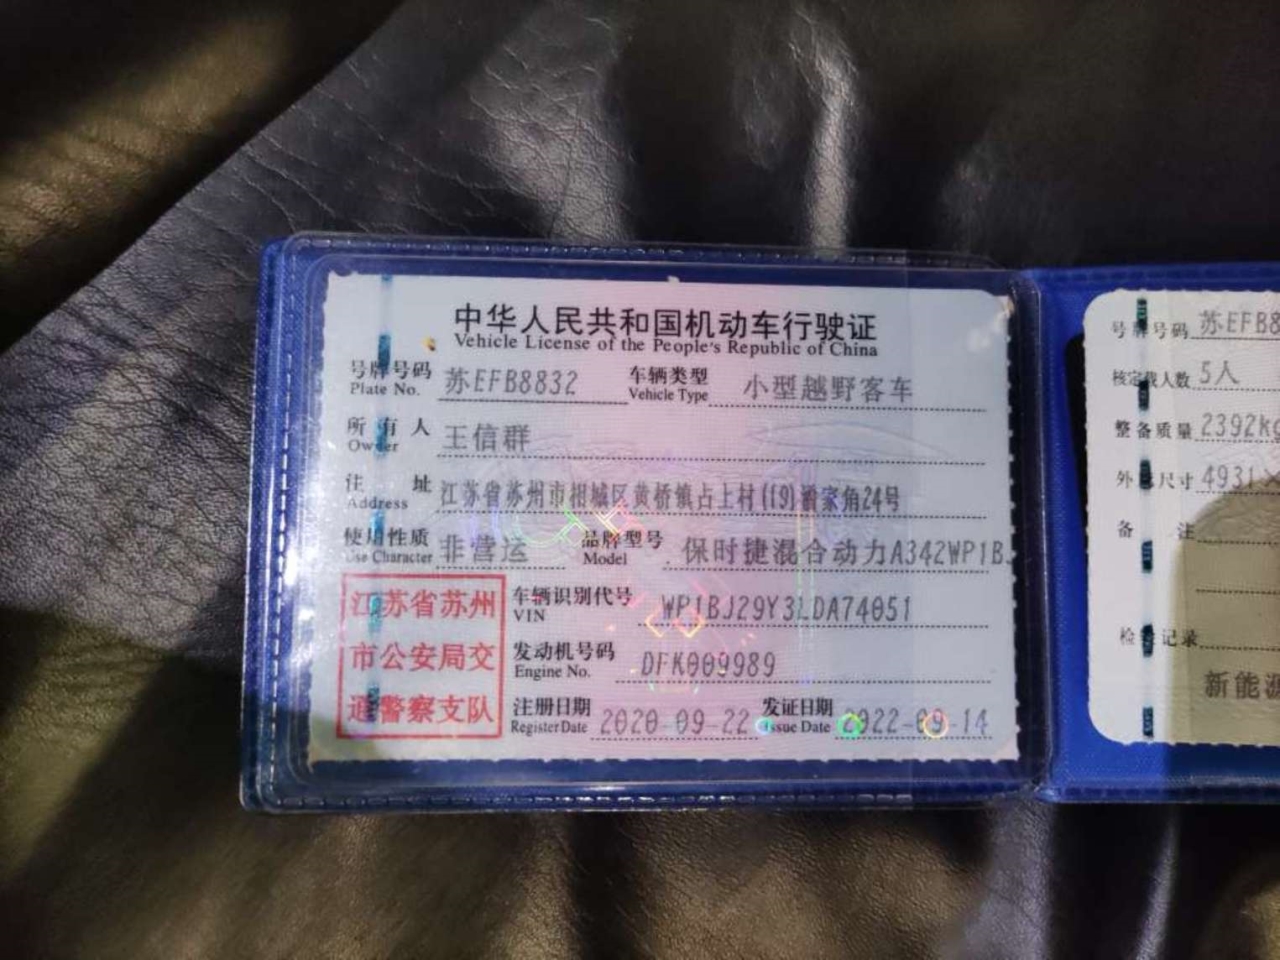 中华人民共和国机动车行驶证
Vehicle License of the People's Republic of China
号牌号码 苏EFB8832 车辆类型 小型越野客车
Plate No. Vehicle Type
所有人 王信群
Owner
注 址 江苏省苏州市相城区黄桥镇占上村(19)潘家角24号
Address
使用性质 非营运 品牌型号 保时捷混合动力A342WP1B
Use Character Model
江苏省苏州
市公安局交
通警察支队
车辆识别代号 WP1BJ29Y3LDA74051
VIN
发动机号码 DFK009989
Engine No.
注册日期 2020-09-22 发证日期 2022-09-14
Register Date Issue Date
号牌号码 苏EFB8
核定载人数 5人
整备质量 2392kg
外廓尺寸 4931×
备 注
检验记录
新能源